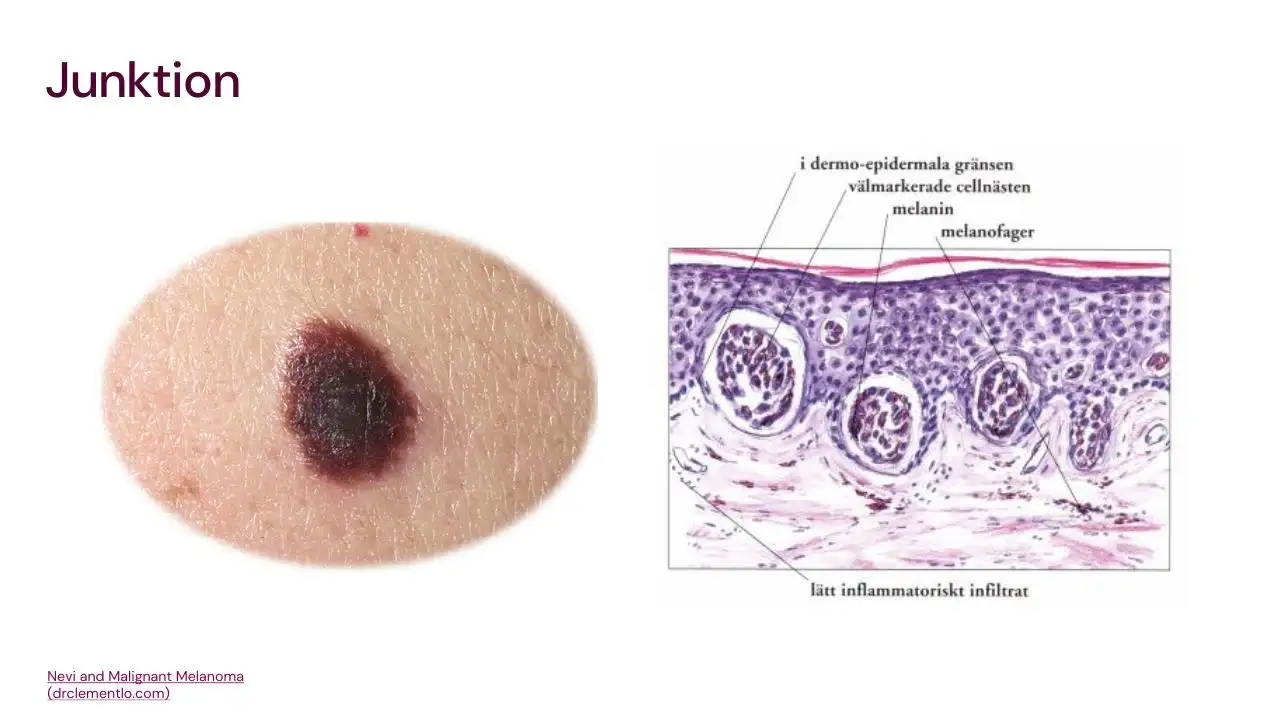 Junktion
i dermo-epidermala gränsen
välmarkerade cellnästen
melanin
melanofager
lätt inflammatoriskt infiltrat
Nevi and Malignant Melanoma
(drclementlo.com)